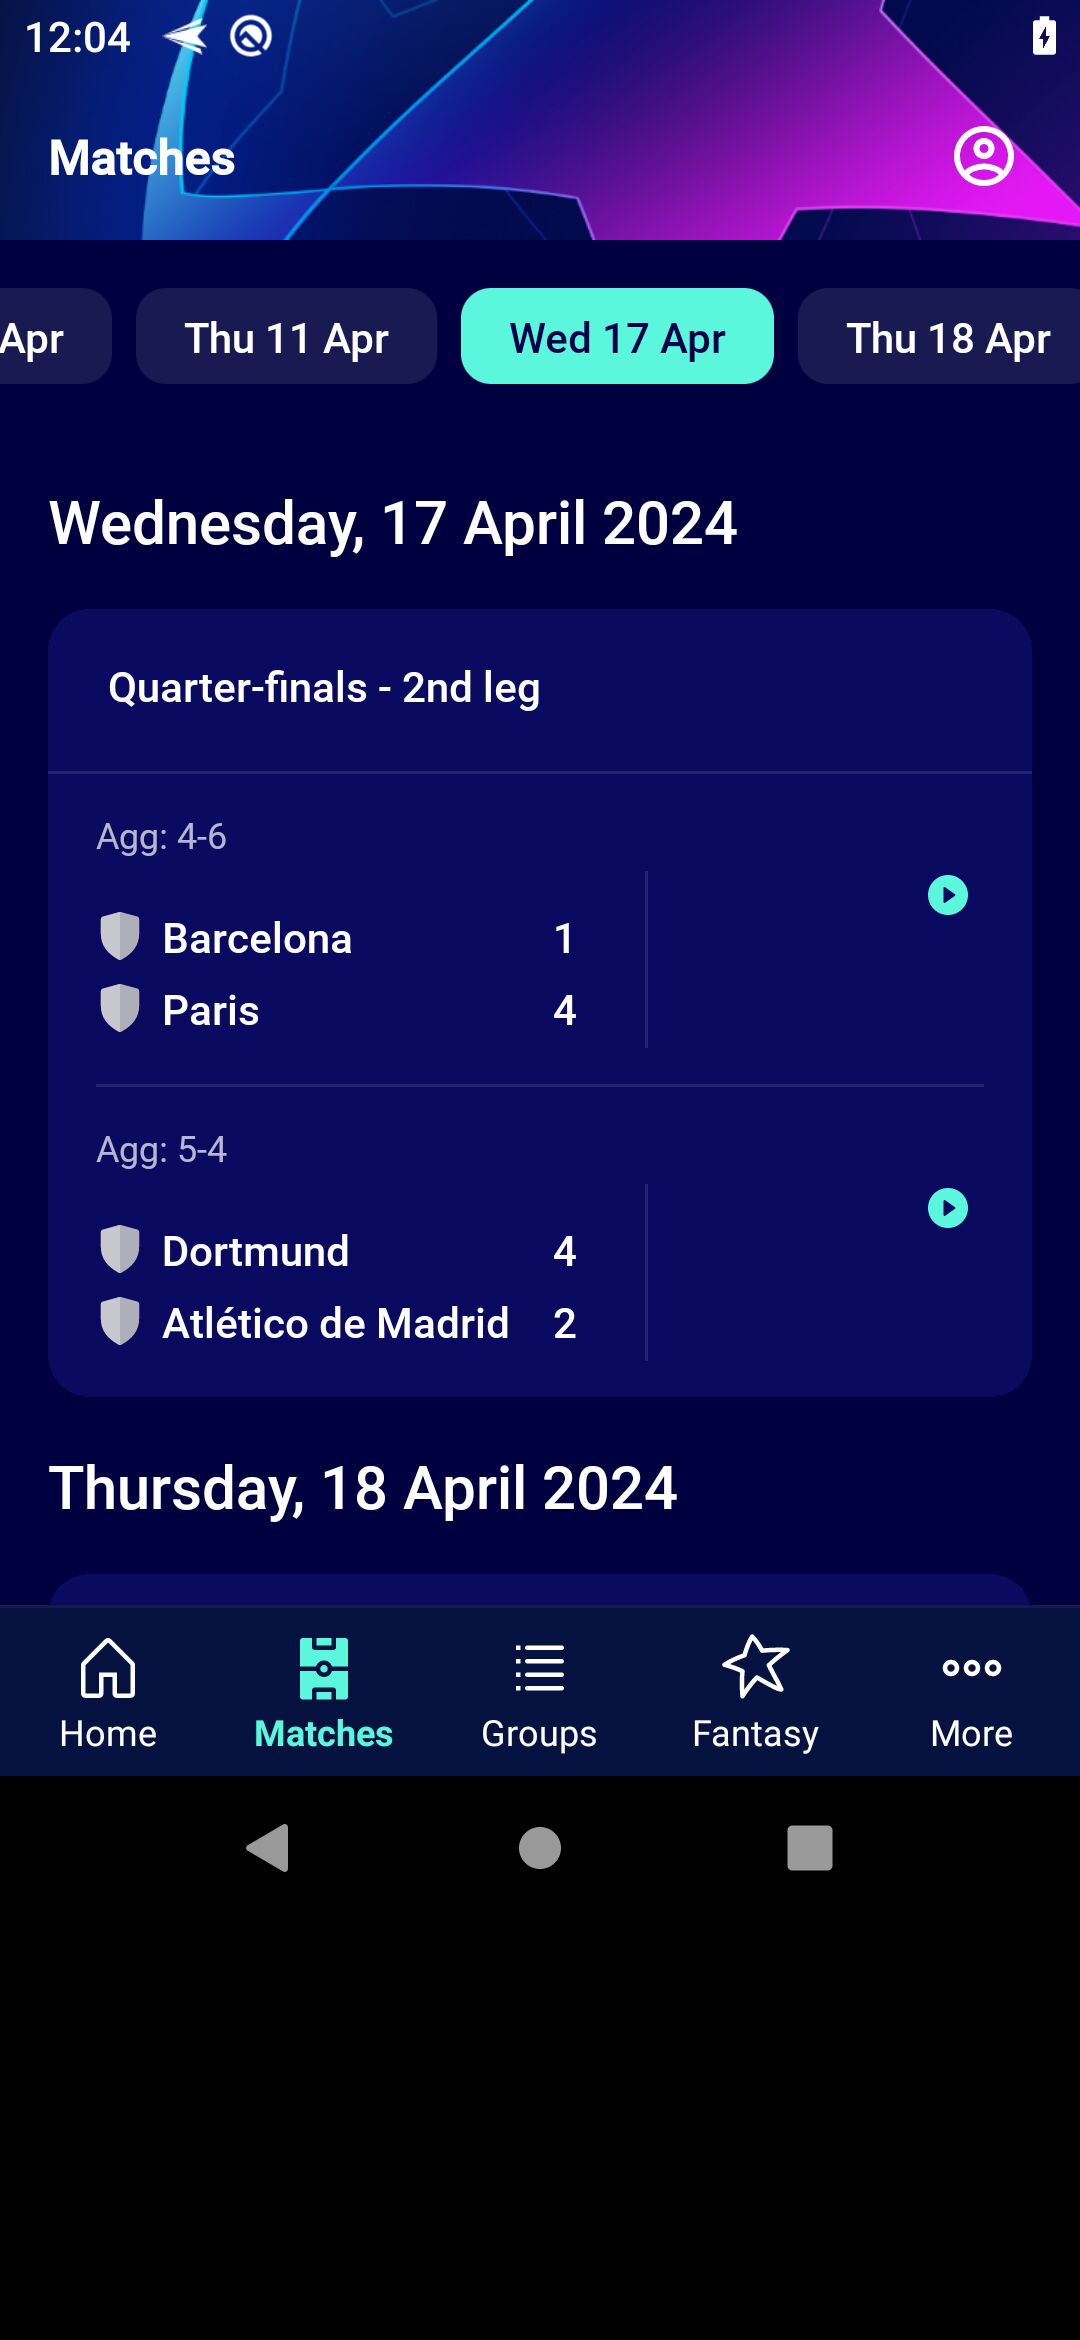 12:04
Matches
Apr
Thu 11 Apr
Wed 17 Apr
Thu 18 Apr
Wednesday, 17 April 2024
Quarter-finals - 2nd leg
Agg: 4-6
Barcelona 1
Paris 4
Agg: 5-4
Dortmund 4
Atlético de Madrid 2
Thursday, 18 April 2024
Home
Matches
Groups
Fantasy
More